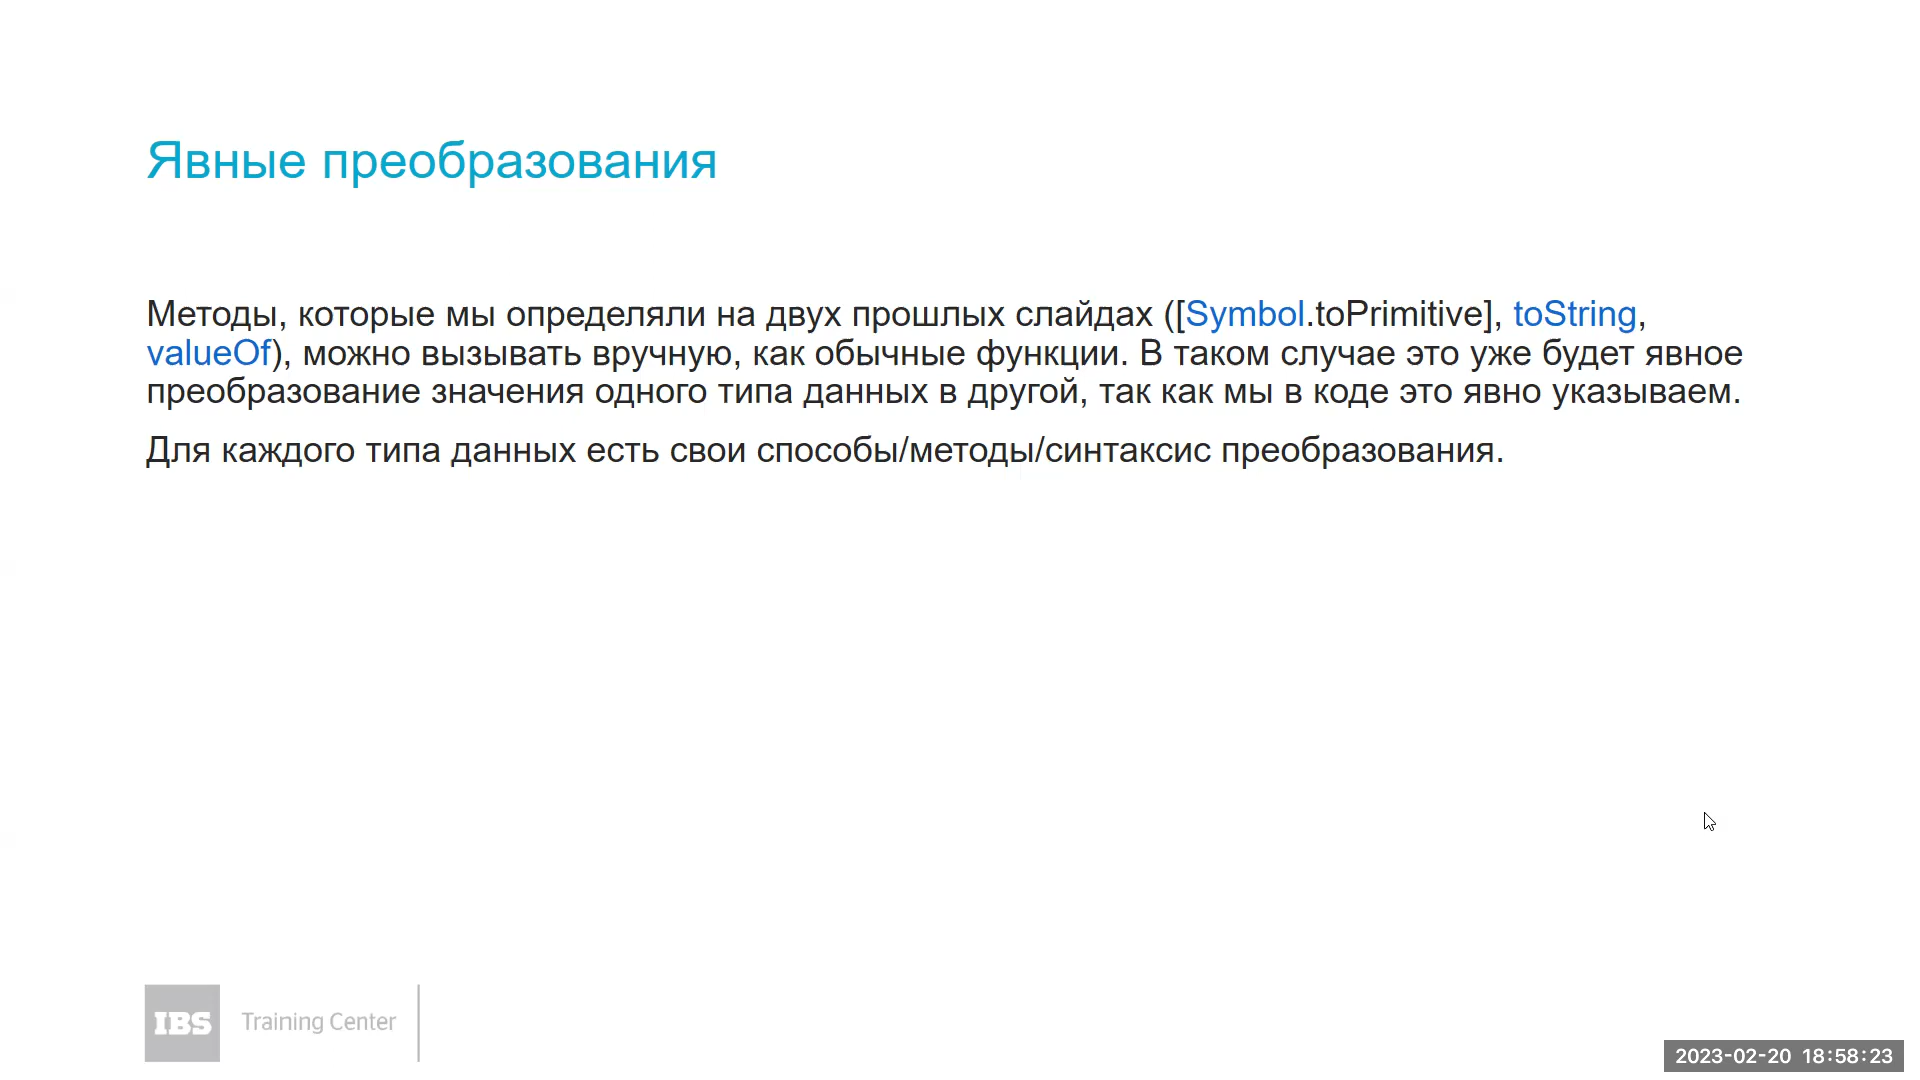 Явные преобразования
Методы, которые мы определяли на двух прошлых слайдах ([Symbol.toPrimitive], toString,
valueOf), можно вызывать вручную, как обычные функции. В таком случае это уже будет явное
преобразование значения одного типа данных в другой, так как мы в коде это явно указываем.
Для каждого типа данных есть свои способы/методы/синтаксис преобразования.
IBS Training Center
2023-02-20 18:58:23